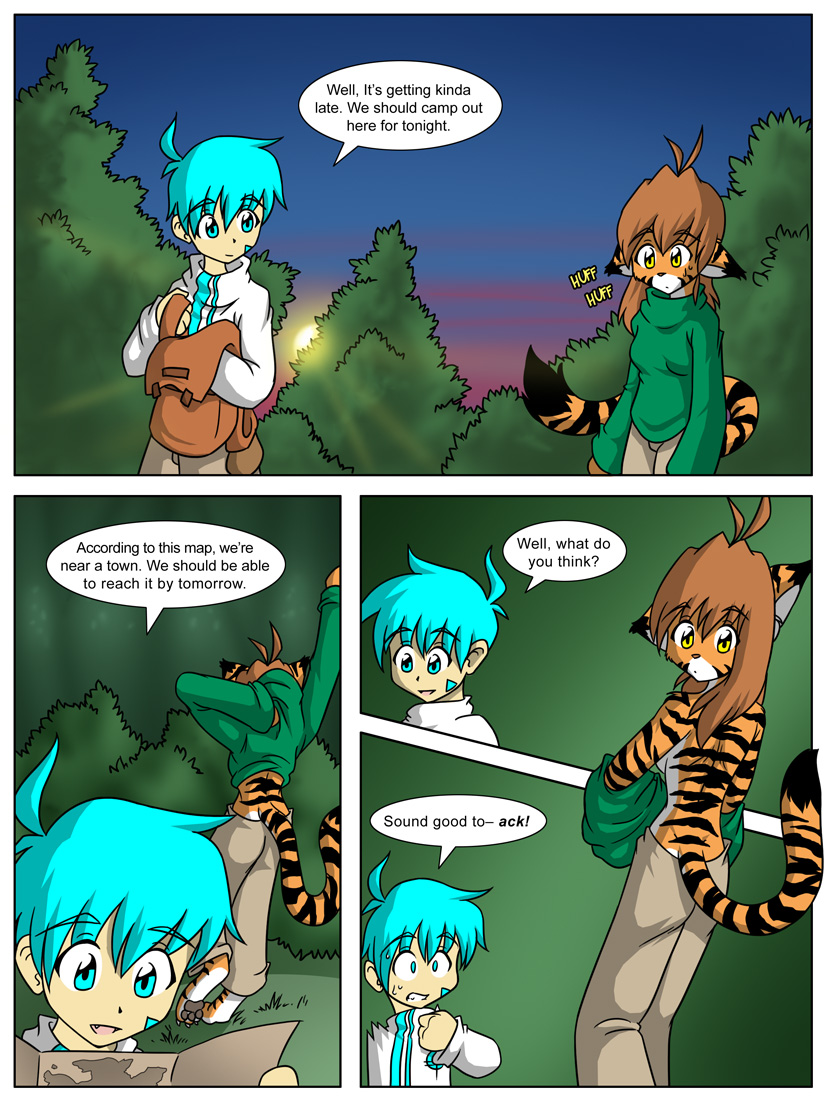 Well, It's getting kinda
late. We should camp out
here for tonight.
HUFF
HUFF
According to this map, we're
near a town. We should be able
to reach it by tomorrow.
Well, what do
you think?
Sound good to– ack!